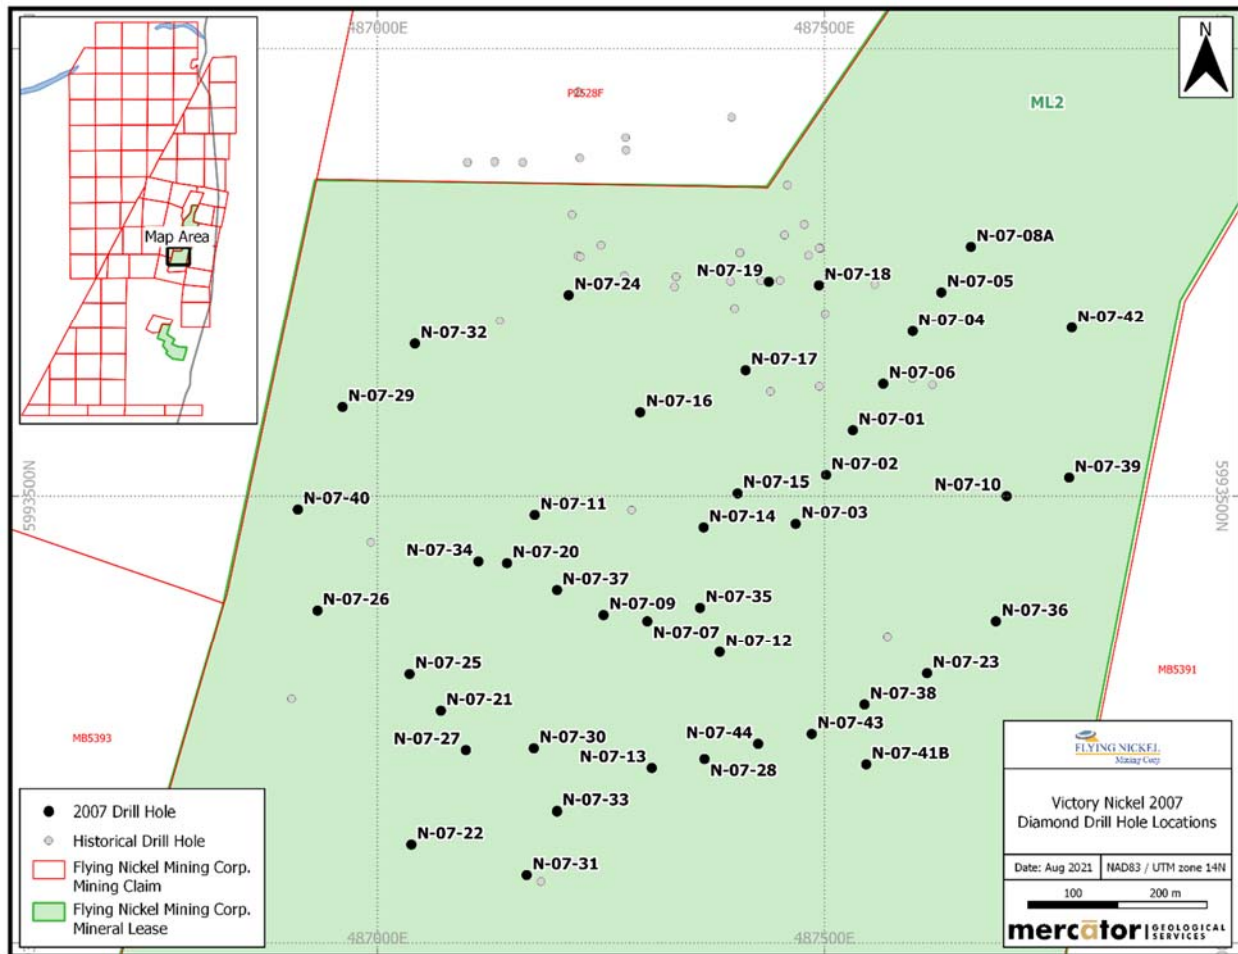 487000E
487500E
N
P2528F
ML2
Map Area
N-07-08A
N-07-19
N-07-18
N-07-05
N-07-24
N-07-04
N-07-42
N-07-32
N-07-17
N-07-06
N-07-29
N-07-16
N-07-01
N-07-02
N-07-39
5993500N
N-07-15
N-07-10
5993500N
N-07-40
N-07-11
N-07-14
N-07-03
N-07-34
N-07-20
N-07-37
N-07-26
N-07-09
N-07-35
N-07-36
N-07-07
N-07-12
N-07-25
N-07-23
MB5391
N-07-21
N-07-38
MB5393
N-07-27
N-07-30
N-07-44
N-07-43
N-07-13
N-07-28
N-07-41B
N-07-33
N-07-22
N-07-31
487000E
487500E
2007 Drill Hole
Historical Drill Hole
Flying Nickel Mining Corp.
Mining Claim
Flying Nickel Mining Corp.
Mineral Lease
FLYING NICKEL
Mining Corp
Victory Nickel 2007
Diamond Drill Hole Locations
Date: Aug 2021
NAD83 / UTM zone 14N
100 200 m
mercātor GEOLOGICAL
SERVICES